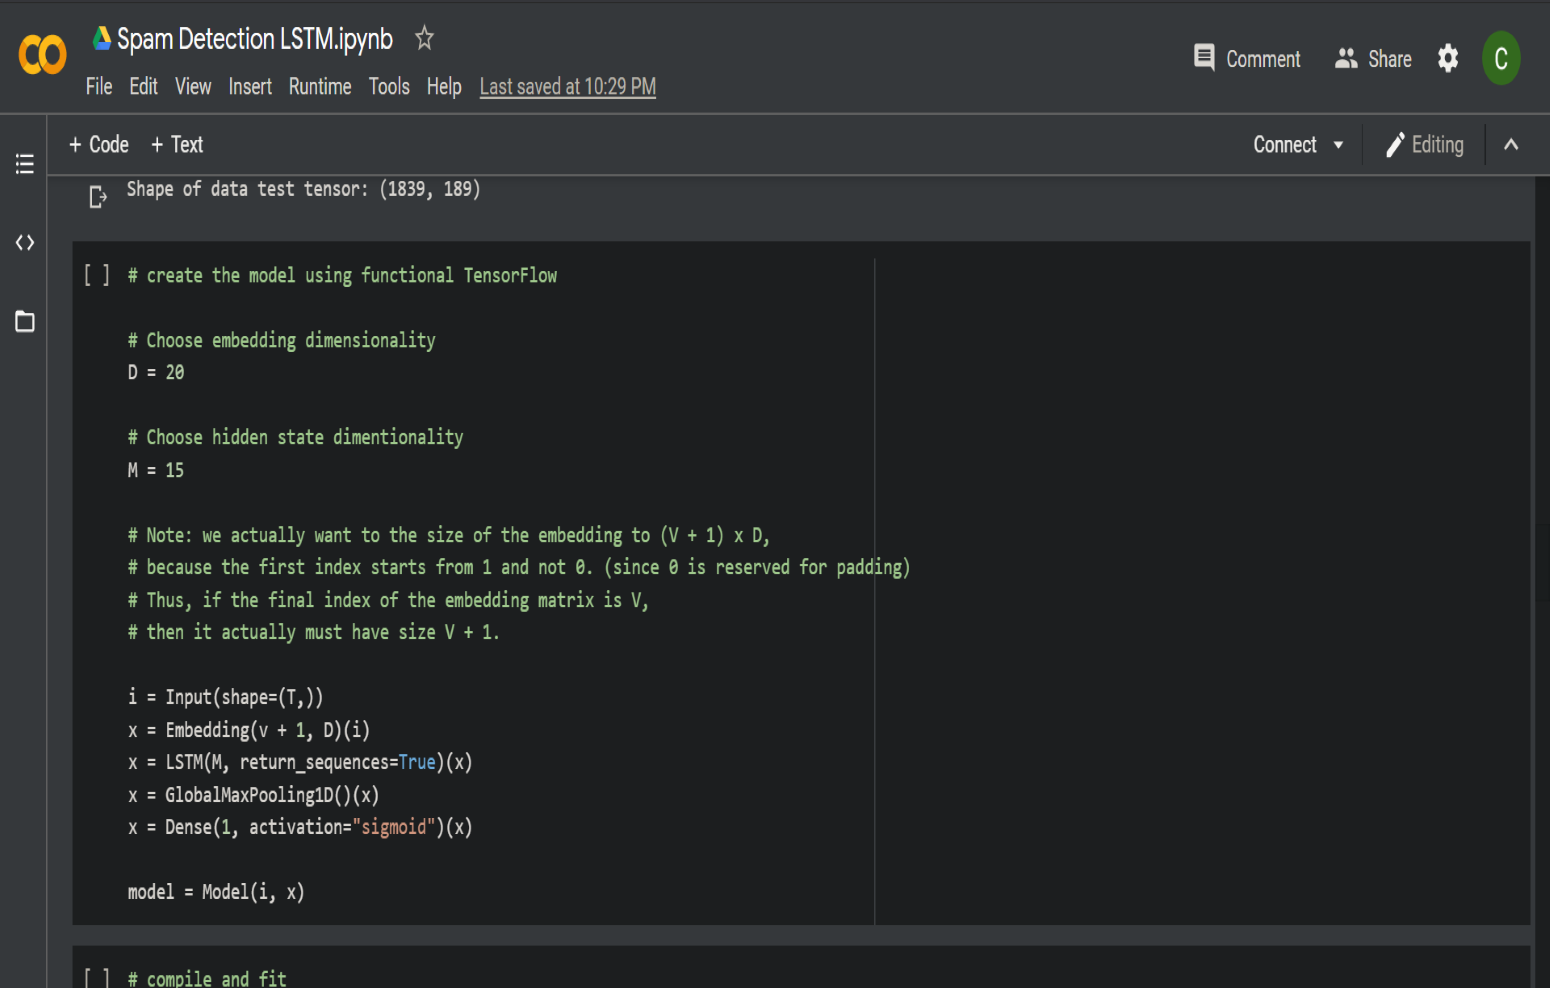 Spam Detection LSTM.ipynb
Comment Share C
File Edit View Insert Runtime Tools Help Last saved at 10:29 PM
+ Code + Text Connect Editing
Shape of data test tensor: (1839, 189)
[ ] # create the model using functional TensorFlow
# Choose embedding dimensionality
D = 20
# Choose hidden state dimentionality
M = 15
# Note: we actually want to the size of the embedding to (V + 1) x D,
# because the first index starts from 1 and not 0. (since 0 is reserved for padding)
# Thus, if the final index of the embedding matrix is V,
# then it actually must have size V + 1.
i = Input(shape=(T,))
x = Embedding(v + 1, D)(i)
x = LSTM(M, return_sequences=True)(x)
x = GlobalMaxPooling1D()(x)
x = Dense(1, activation="sigmoid")(x)
model = Model(i, x)
[ ] # compile and fit